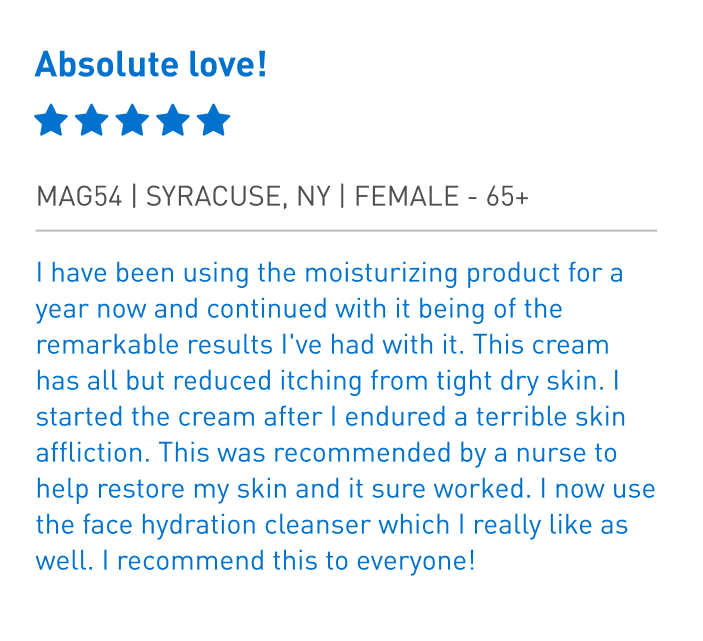 Absolute love!
MAG54 | SYRACUSE, NY | FEMALE - 65+
I have been using the moisturizing product for a
year now and continued with it being of the
remarkable results I've had with it. This cream
has all but reduced itching from tight dry skin. I
started the cream after I endured a terrible skin
affliction. This was recommended by a nurse to
help restore my skin and it sure worked. I now use
the face hydration cleanser which I really like as
well. I recommend this to everyone!